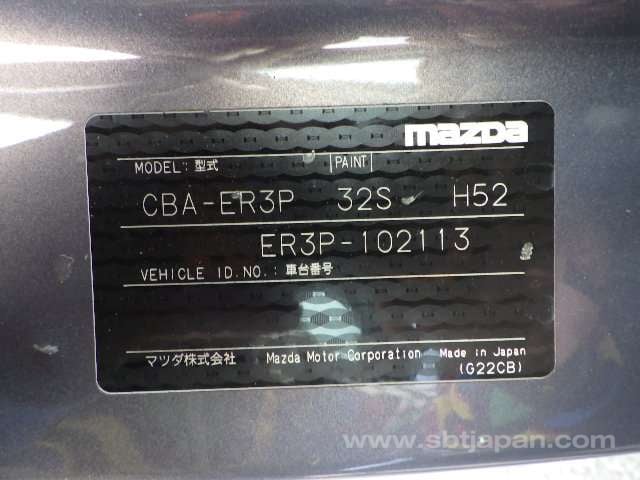 mazda
MODEL: 型式 PAINT
CBA-ER3P 32S H52
ER3P-102113
VEHICLE ID.NO.: 車台番号
マツダ株式会社 Mazda Motor Corporation Made in Japan
(G22CB)
www.sbtjapan.com